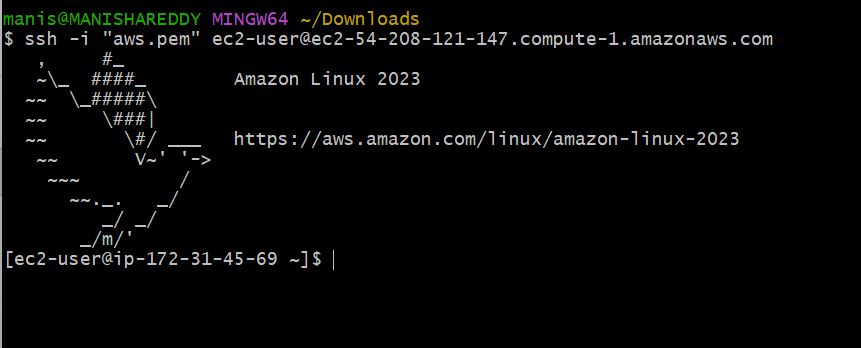 manis@MANISHAREDDY MINGW64 ~/Downloads
$ ssh -i "aws.pem" ec2-user@ec2-54-208-121-147.compute-1.amazonaws.com
   ,     #_
   ~\_  ####_        Amazon Linux 2023
  ~~  \_#####\
  ~~     \###|
  ~~       \#/ ___   https://aws.amazon.com/linux/amazon-linux-2023
   ~~       V~' '->
    ~~~         /
      ~~._.   _/
         _/ _/
       _/m/'
[ec2-user@ip-172-31-45-69 ~]$